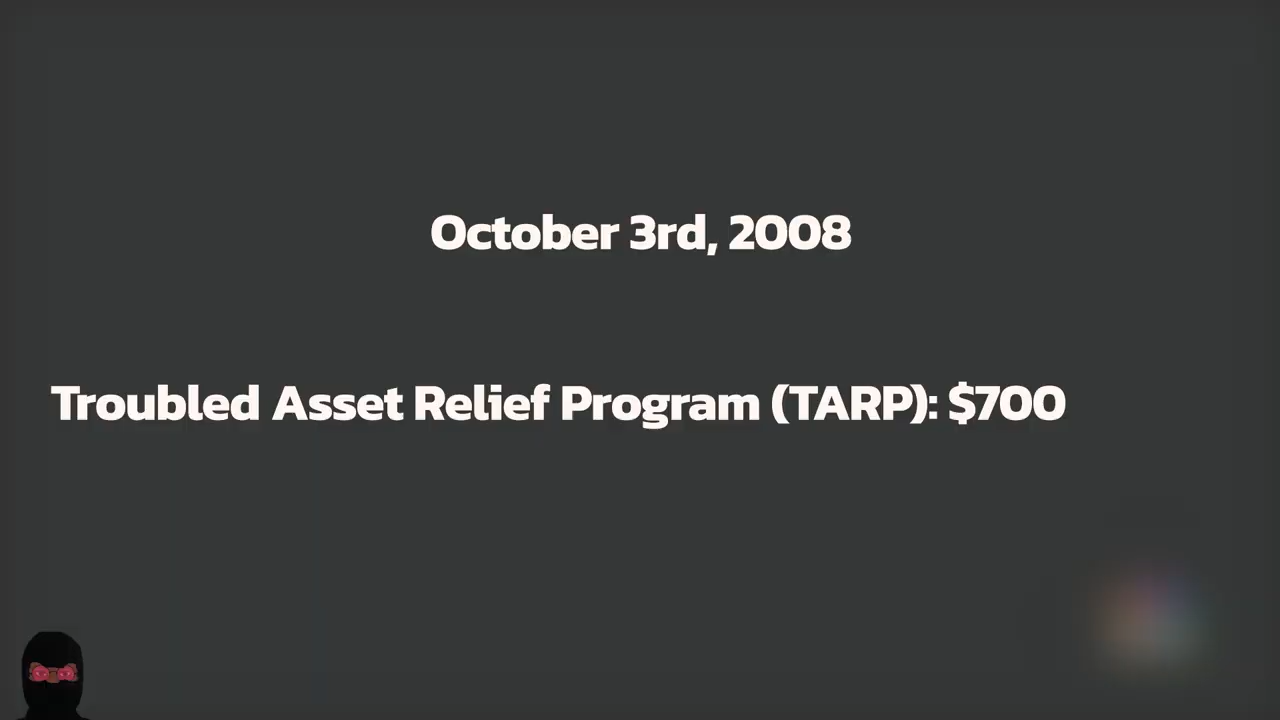 October 3rd, 2008
Troubled Asset Relief Program (TARP): $700